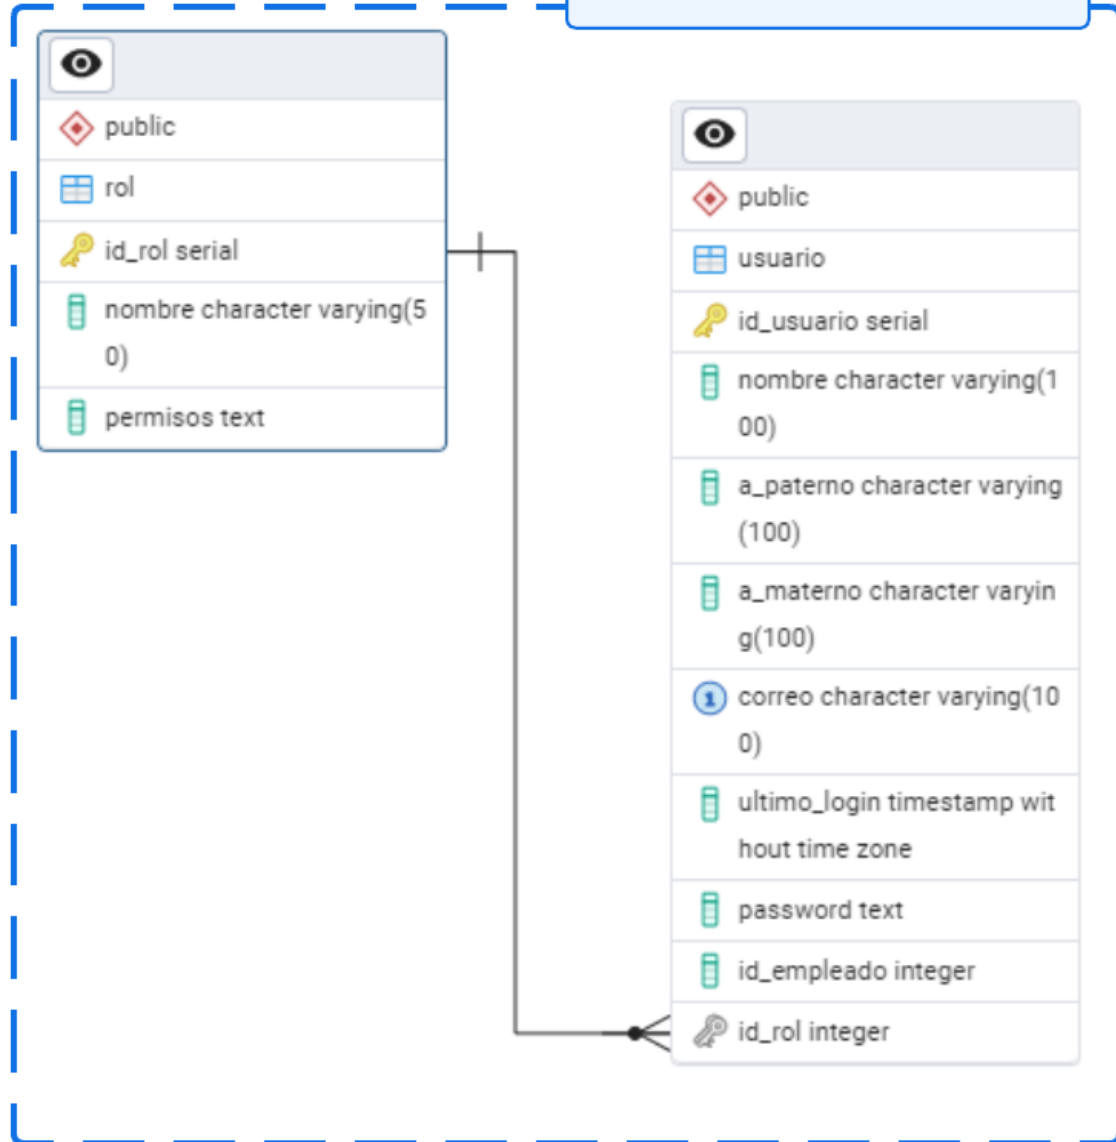 public
rol
id_rol serial
nombre character varying(5
0)
permisos text
public
usuario
id_usuario serial
nombre character varying(1
00)
a_paterno character varying
(100)
a_materno character varyin
g(100)
1
correo character varying(10
0)
ultimo_login timestamp wit
hout time zone
password text
id_empleado integer
id_rol integer